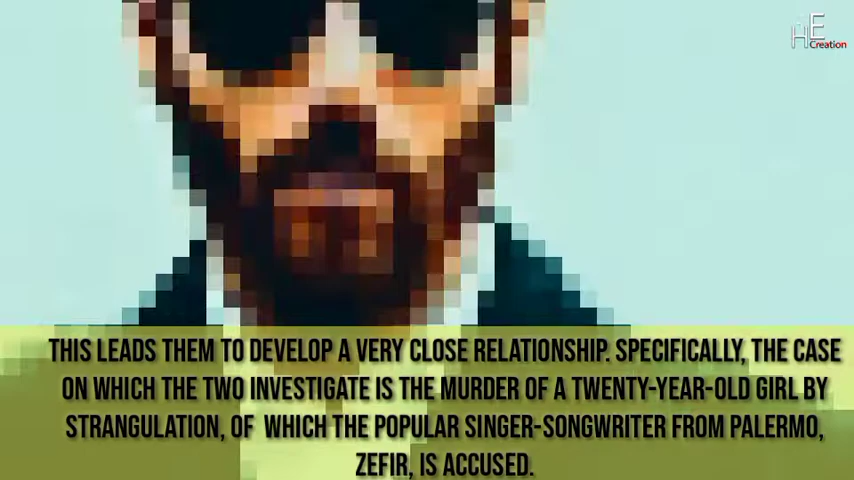 HE
Creation
THIS LEADS THEM TO DEVELOP A VERY CLOSE RELATIONSHIP. SPECIFICALLY, THE CASE
ON WHICH THE TWO INVESTIGATE IS THE MURDER OF A TWENTY-YEAR-OLD GIRL BY
STRANGULATION, OF WHICH THE POPULAR SINGER-SONGWRITER FROM PALERMO,
ZEFIR, IS ACCUSED.